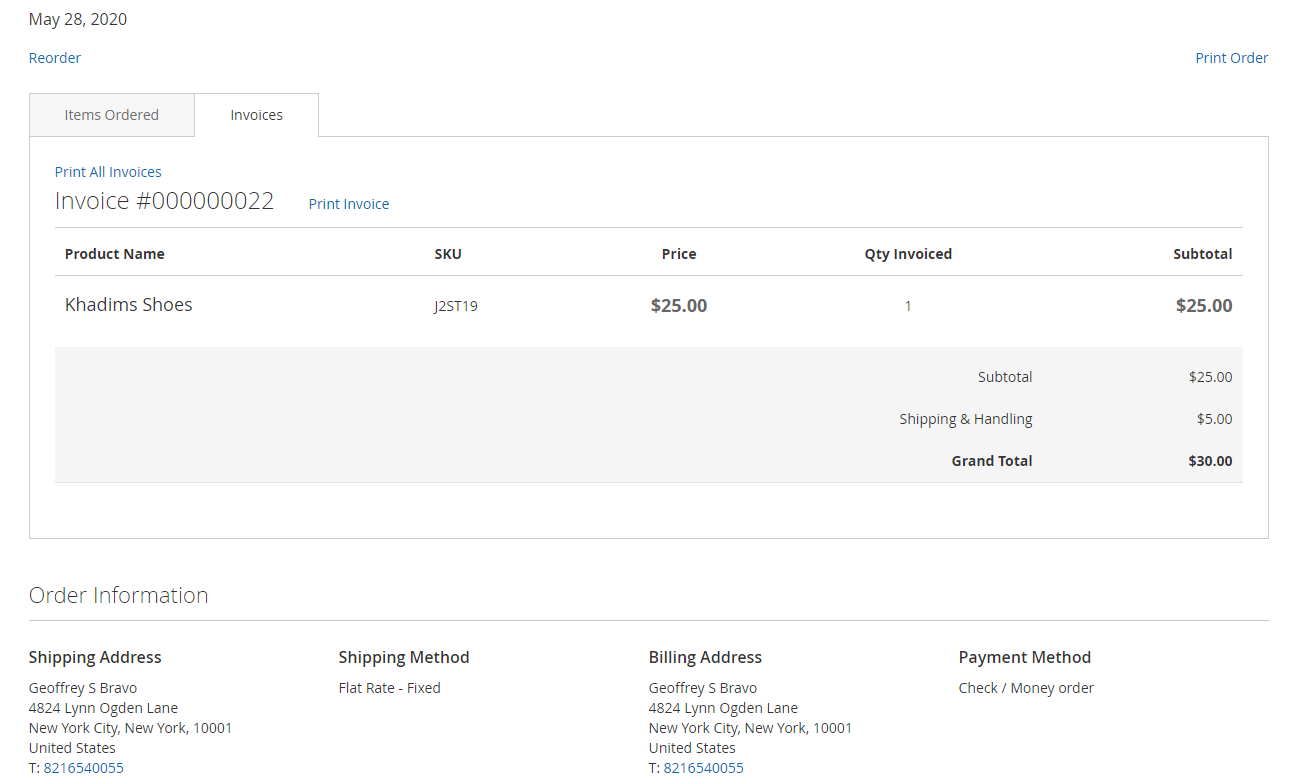 May 28, 2020
Reorder Print Order
Items Ordered Invoices
Print All Invoices
Invoice #000000022 Print Invoice
Product Name SKU Price Qty Invoiced Subtotal
Khadims Shoes J2ST19 $25.00 1 $25.00
Subtotal $25.00
Shipping & Handling $5.00
Grand Total $30.00
Order Information
Shipping Address Shipping Method Billing Address Payment Method
Geoffrey S Bravo Flat Rate - Fixed Geoffrey S Bravo Check / Money order
4824 Lynn Ogden Lane 4824 Lynn Ogden Lane
New York City, New York, 10001 New York City, New York, 10001
United States United States
T: 8216540055 T: 8216540055